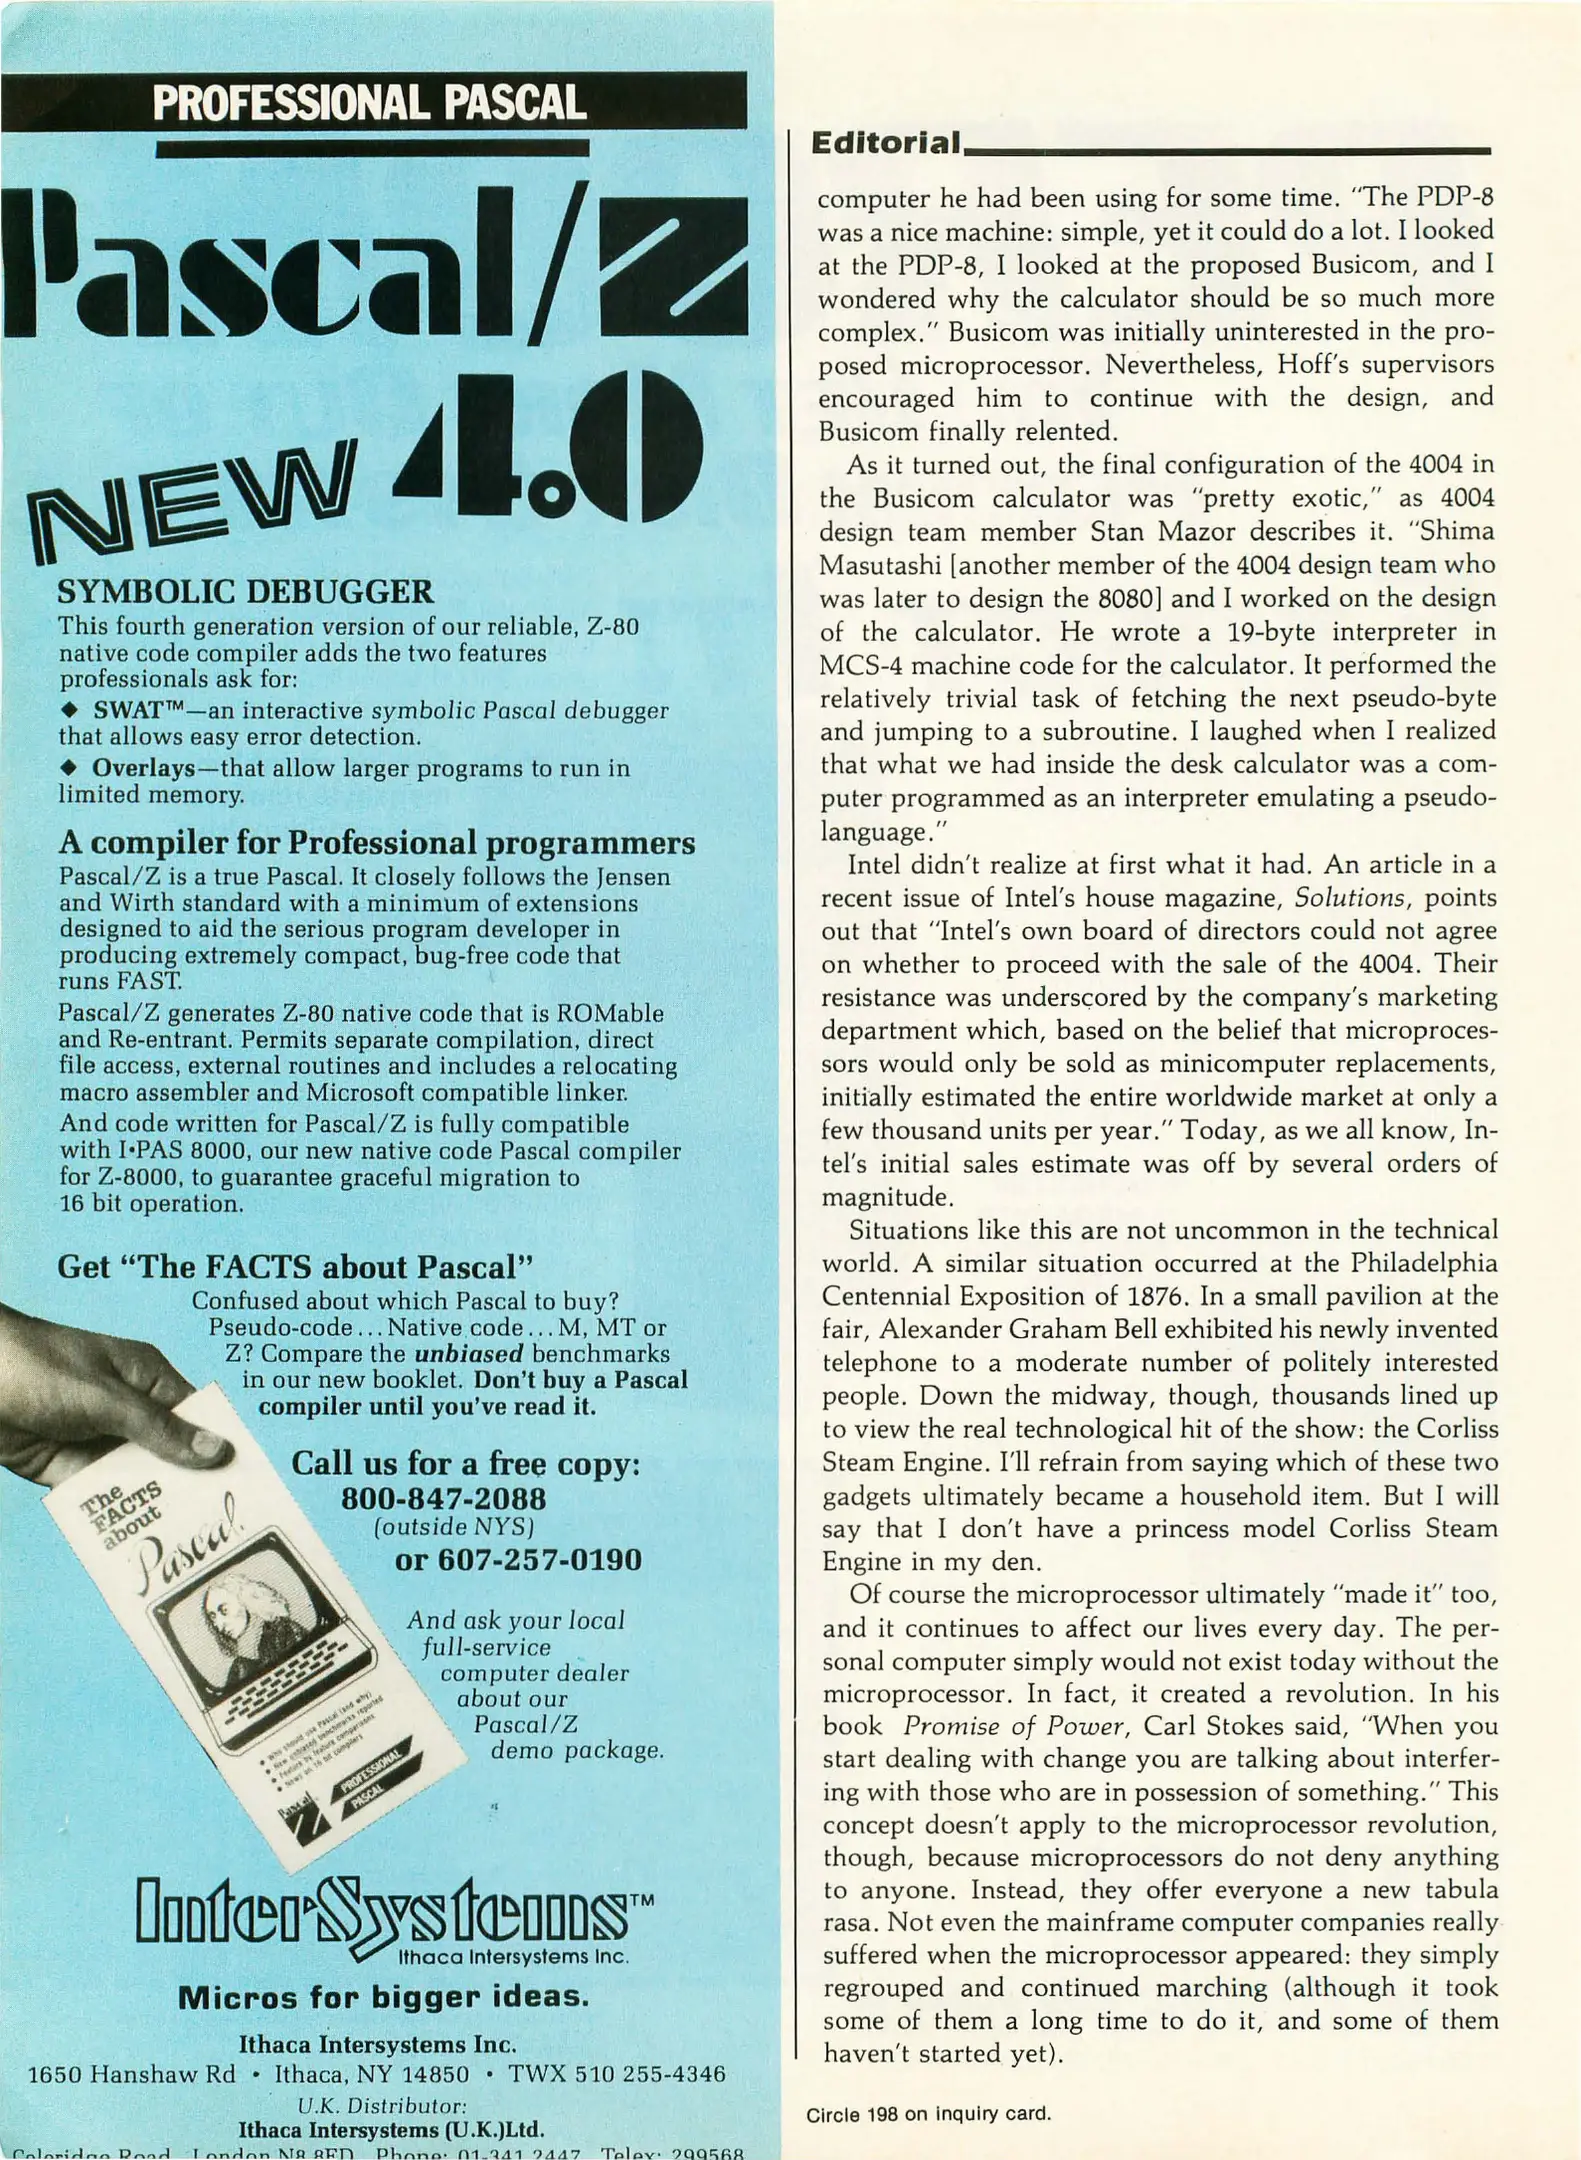 PROFESSIONAL PASCAL
Pascal/Z
NEW 4.0
SYMBOLIC DEBUGGER
This fourth generation version of our reliable, Z-80
native code compiler adds the two features
professionals ask for:
♦ SWAT™—an interactive symbolic Pascal debugger
that allows easy error detection.
♦ Overlays—that allow larger programs to run in
limited memory.
A compiler for Professional programmers
Pascal/Z is a true Pascal. It closely follows the Jensen
and Wirth standard with a minimum of extensions
designed to aid the serious program developer in
producing extremely compact, bug-free code that
runs FAST.
Pascal/Z generates Z-80 native code that is ROMable
and Re-entrant. Permits separate compilation, direct
file access, external routines and includes a relocating
macro assembler and Microsoft compatible linker.
And code written for Pascal/Z is fully compatible
with I•PAS 8000, our new native code Pascal compiler
for Z-8000, to guarantee graceful migration to
16 bit operation.
Get “The FACTS about Pascal”
Confused about which Pascal to buy?
Pseudo-code . . . Native code . . . M, MT or
Z? Compare the unbiased benchmarks
in our new booklet. Don't buy a Pascal
compiler until you've read it.
Call us for a free copy:
800-847-2088
(outside NYS)
or 607-257-0190
And ask your local
full-service
computer dealer
about our
Pascal/Z
demo package.
The
FACTS
about
Pascal
• Who should use Pascal (and why)
• New unbiased benchmarks reported
• Feature by feature comparisons
• News on 16 bit compilers
PROFESSIONAL
PASCAL
Pascal
Z
InterSystems™
Ithaca Intersystems Inc.
Micros for bigger ideas.
Ithaca Intersystems Inc.
1650 Hanshaw Rd • Ithaca, NY 14850 • TWX 510 255-4346
U.K. Distributor:
Ithaca Intersystems (U.K.)Ltd.
Coleridge Road London N8 8ED Phone: 01-341 2447 Telex: 299568
Editorial
computer he had been using for some time. "The PDP-8
was a nice machine: simple, yet it could do a lot. I looked
at the PDP-8, I looked at the proposed Busicom, and I
wondered why the calculator should be so much more
complex." Busicom was initially uninterested in the pro-
posed microprocessor. Nevertheless, Hoff's supervisors
encouraged him to continue with the design, and
Busicom finally relented.
As it turned out, the final configuration of the 4004 in
the Busicom calculator was "pretty exotic," as 4004
design team member Stan Mazor describes it. "Shima
Masutashi [another member of the 4004 design team who
was later to design the 8080] and I worked on the design
of the calculator. He wrote a 19-byte interpreter in
MCS-4 machine code for the calculator. It performed the
relatively trivial task of fetching the next pseudo-byte
and jumping to a subroutine. I laughed when I realized
that what we had inside the desk calculator was a com-
puter programmed as an interpreter emulating a pseudo-
language."
Intel didn't realize at first what it had. An article in a
recent issue of Intel's house magazine, Solutions, points
out that "Intel's own board of directors could not agree
on whether to proceed with the sale of the 4004. Their
resistance was underscored by the company's marketing
department which, based on the belief that microproces-
sors would only be sold as minicomputer replacements,
initially estimated the entire worldwide market at only a
few thousand units per year." Today, as we all know, In-
tel's initial sales estimate was off by several orders of
magnitude.
Situations like this are not uncommon in the technical
world. A similar situation occurred at the Philadelphia
Centennial Exposition of 1876. In a small pavilion at the
fair, Alexander Graham Bell exhibited his newly invented
telephone to a moderate number of politely interested
people. Down the midway, though, thousands lined up
to view the real technological hit of the show: the Corliss
Steam Engine. I'll refrain from saying which of these two
gadgets ultimately became a household item. But I will
say that I don't have a princess model Corliss Steam
Engine in my den.
Of course the microprocessor ultimately "made it" too,
and it continues to affect our lives every day. The per-
sonal computer simply would not exist today without the
microprocessor. In fact, it created a revolution. In his
book Promise of Power, Carl Stokes said, "When you
start dealing with change you are talking about interfer-
ing with those who are in possession of something." This
concept doesn't apply to the microprocessor revolution,
though, because microprocessors do not deny anything
to anyone. Instead, they offer everyone a new tabula
rasa. Not even the mainframe computer companies really
suffered when the microprocessor appeared: they simply
regrouped and continued marching (although it took
some of them a long time to do it, and some of them
haven't started yet).
Circle 198 on inquiry card.